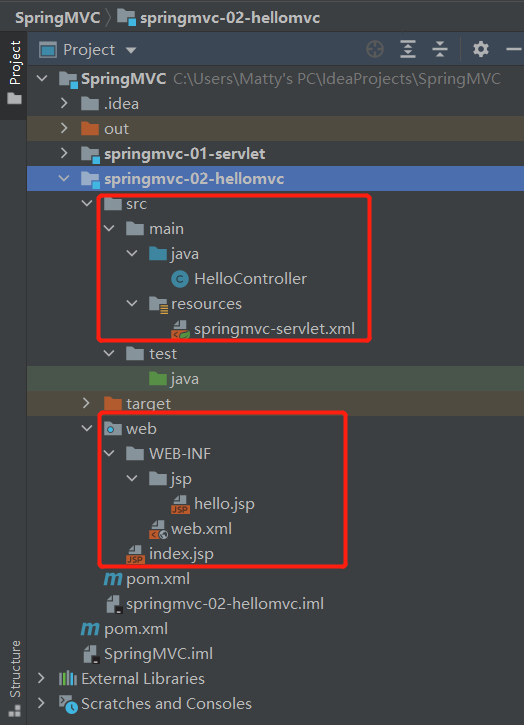 SpringMVC springmvc-02-hellomvc
Project
Project
SpringMVC C:\Users\Matty's PC\IdeaProjects\SpringMVC
.idea
out
springmvc-01-servlet
springmvc-02-hellomvc
src
main
java
C HelloController
resources
springmvc-servlet.xml
test
java
target
web
WEB-INF
jsp
JSP hello.jsp
web.xml
JSP index.jsp
m pom.xml
springmvc-02-hellomvc.iml
m pom.xml
SpringMVC.iml
External Libraries
Scratches and Consoles
Structure